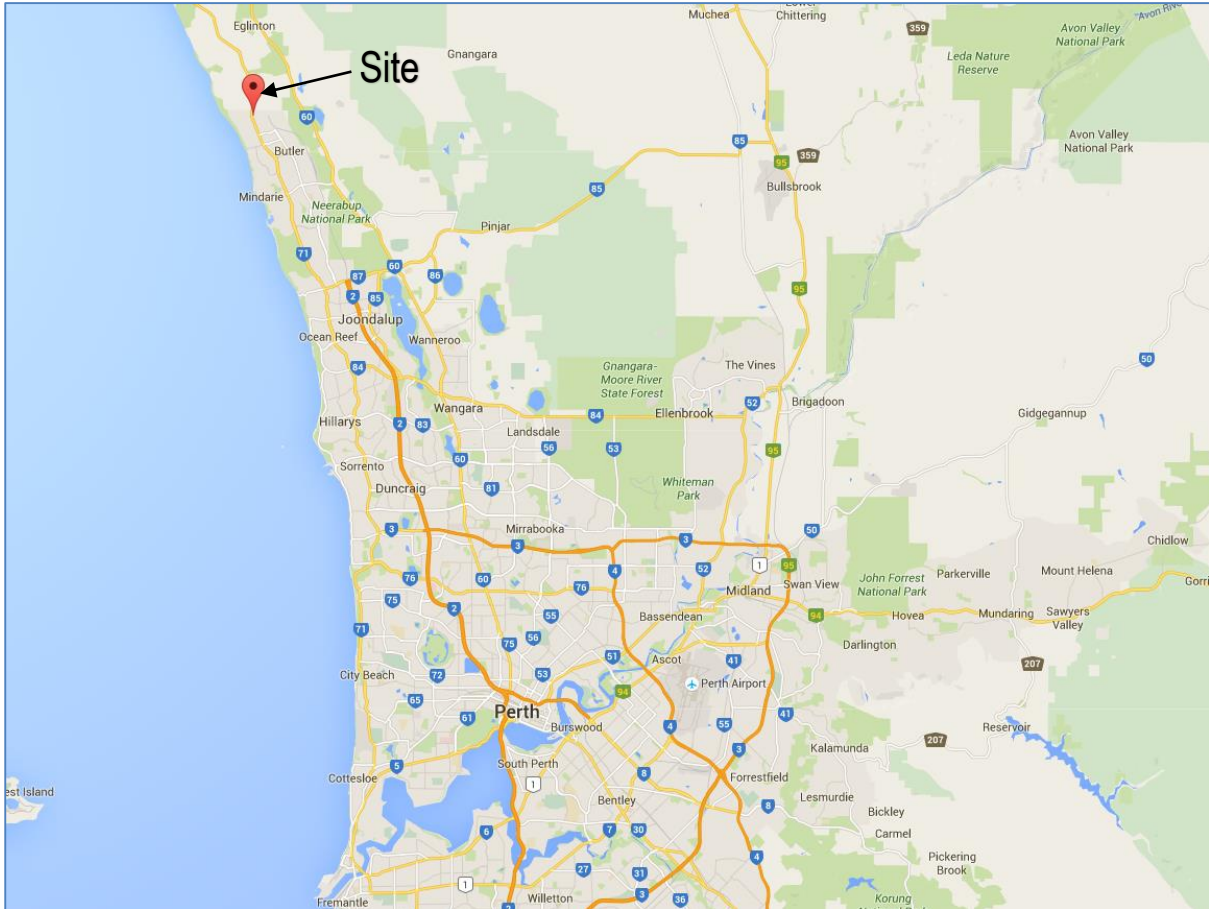 Eglinton
Muchea
Lower
Chittering
359
Avon River
Avon Valley
National Park
Gnangara
Leda Nature
Reserve
Site
60
Butler
85
95
359
Avon Valley
National Park
Bullsbrook
Mindarie
Neerabup
National Park
85
Pinjar
71
60
87
86
2
85
95
Joondalup
Ocean Reef
Wanneroo
50
84
Gnangara-
Moore River
State Forest
The Vines
52
Brigadoon
Wangara
84
Ellenbrook
Gidgegannup
Hillarys
2
83
Landsdale
56
53
95
Sorrento
60
Whiteman
Park
Duncraig
81
3
Mirrabooka
3
3
50
Chidlow
76
60
4
76
52
1
95
Swan View
John Forrest
National Park
Parkerville
Mount Helena
Gorri
75
Midland
2
55
Bassendean
94
Hovea
Mundaring
Sawyers
Valley
71
75
56
Darlington
51
Ascot
41
207
City Beach
72
53
94
Perth Airport
65
61
Perth
Burswood
4
55
41
Reservoir
207
5
South Perth
3
Kalamunda
Cottesloe
1
8
Forrestfield
est Island
Bentley
8
Lesmurdie
Bickley
6
7
30
Carmel
4
Pickering
Brook
27
31
1
3
36
Fremantle
2
Willetton
Korung
National Park